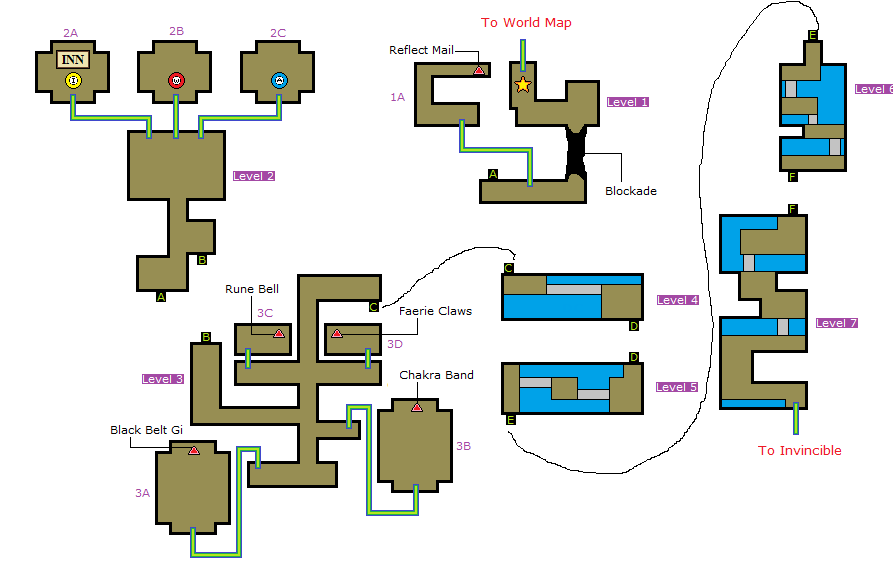 2A
2B
2C
INN
I
W
A
Level 2
A
B
To World Map
Reflect Mail
1A
Level 1
A
Blockade
E
Level 6
F
F
Level 7
To Invincible
C
Level 4
D
D
Level 5
E
Rune Bell
3C
C
Faerie Claws
3D
B
Level 3
Chakra Band
3B
Black Belt Gi
3A